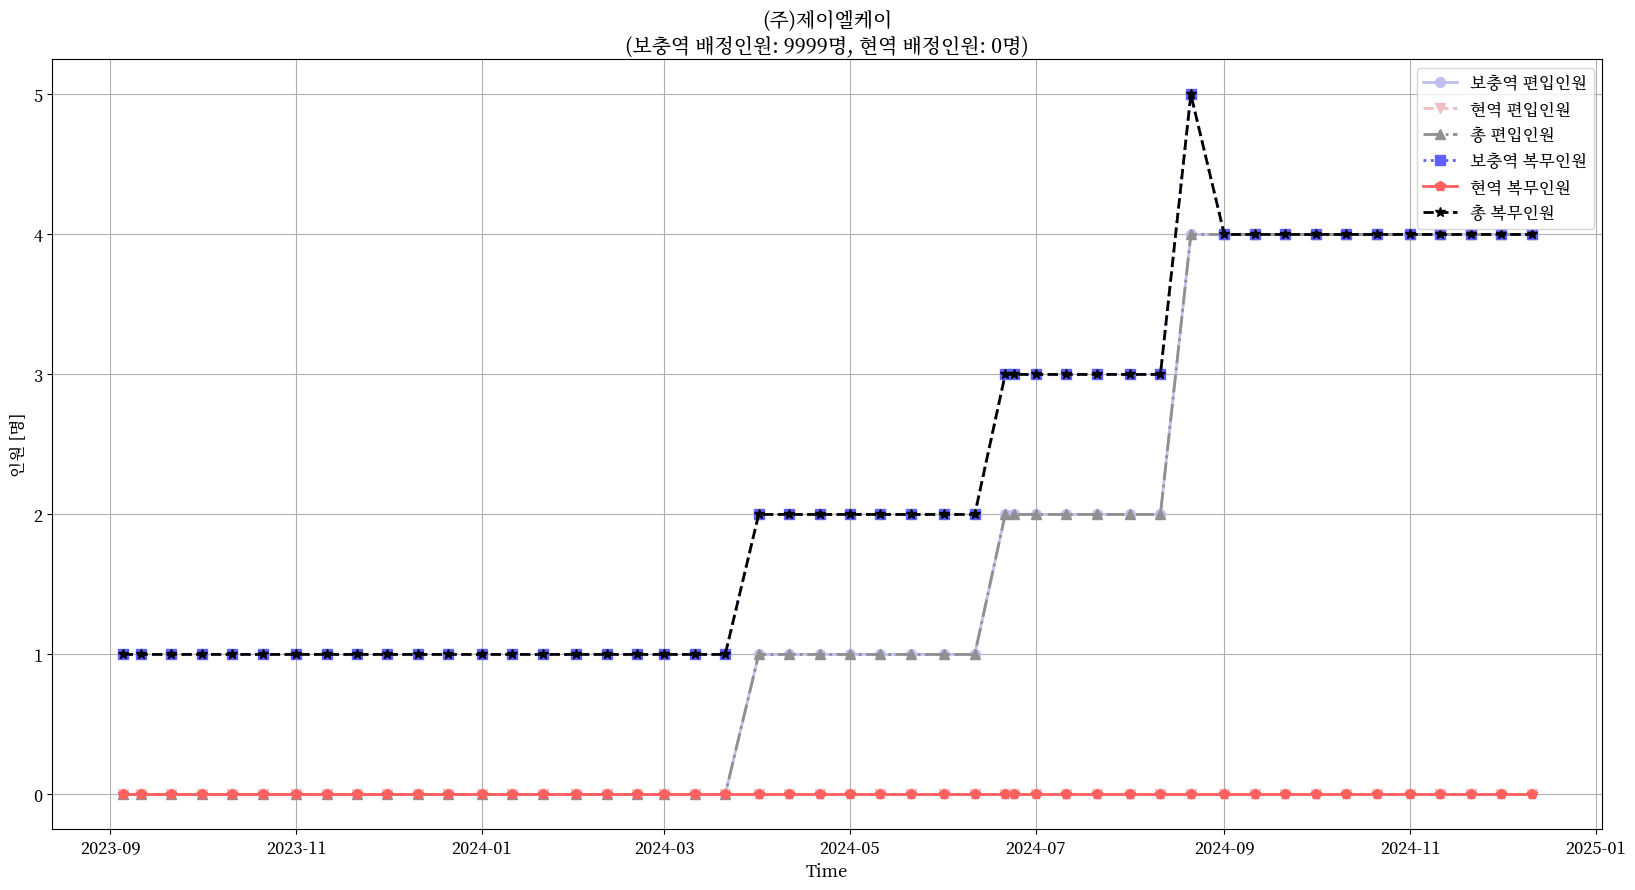 (주)제이엘케이
(보충역 배정인원: 9999명, 현역 배정인원: 0명)
보충역 편입인원
현역 편입인원
총 편입인원
보충역 복무인원
현역 복무인원
총 복무인원
인원 [명]
5
4
3
2
1
0
2023-09
2023-11
2024-01
2024-03
2024-05
2024-07
2024-09
2024-11
2025-01
Time